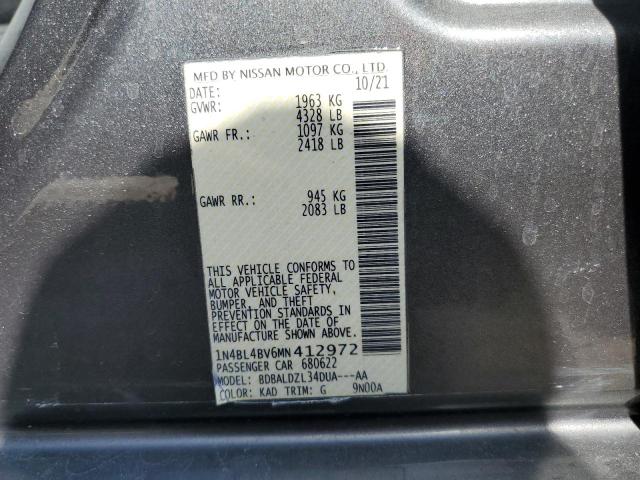 MFD BY NISSAN MOTOR CO., LTD.
DATE: 10/21
GVWR: 1963 KG
4328 LB
GAWR FR.: 1097 KG
2418 LB
GAWR RR.: 945 KG
2083 LB
THIS VEHICLE CONFORMS TO
ALL APPLICABLE FEDERAL
MOTOR VEHICLE SAFETY,
BUMPER, AND THEFT
PREVENTION STANDARDS IN
EFFECT ON THE DATE OF
MANUFACTURE SHOWN ABOVE.
1N4BL4BV6MN412972
PASSENGER CAR 680622
MODEL: BDBALDZL34DUA---AA
COLOR: KAD TRIM: G 9N00A